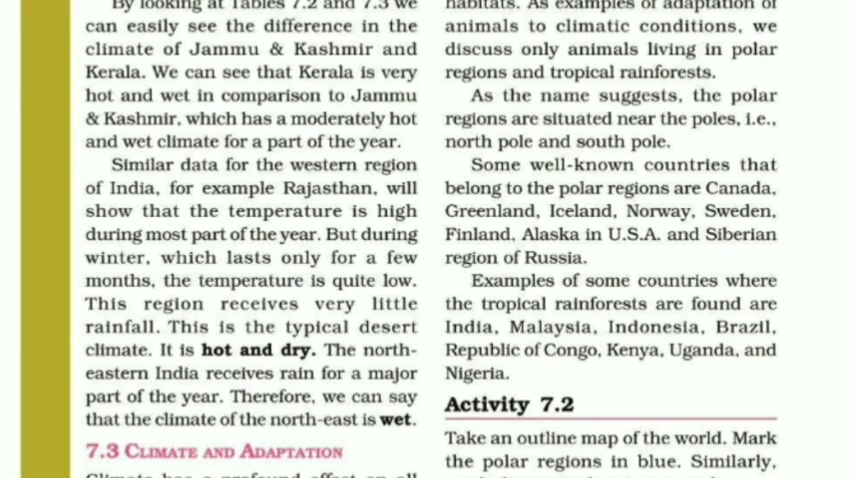 By looking at Tables 7.2 and 7.3 we
can easily see the difference in the
climate of Jammu & Kashmir and
Kerala. We can see that Kerala is very
hot and wet in comparison to Jammu
& Kashmir, which has a moderately hot
and wet climate for a part of the year.
Similar data for the western region
of India, for example Rajasthan, will
show that the temperature is high
during most part of the year. But during
winter, which lasts only for a few
months, the temperature is quite low.
This region receives very little
rainfall. This is the typical desert
climate. It is hot and dry. The north-
eastern India receives rain for a major
part of the year. Therefore, we can say
that the climate of the north-east is wet.
7.3 CLIMATE AND ADAPTATION
Climate has a profound effect on all
habitats. As examples of adaptation of
animals to climatic conditions, we
discuss only animals living in polar
regions and tropical rainforests.
As the name suggests, the polar
regions are situated near the poles, i.e.,
north pole and south pole.
Some well-known countries that
belong to the polar regions are Canada,
Greenland, Iceland, Norway, Sweden,
Finland, Alaska in U.S.A. and Siberian
region of Russia.
Examples of some countries where
the tropical rainforests are found are
India, Malaysia, Indonesia, Brazil,
Republic of Congo, Kenya, Uganda, and
Nigeria.
Activity 7.2
Take an outline map of the world. Mark
the polar regions in blue. Similarly,